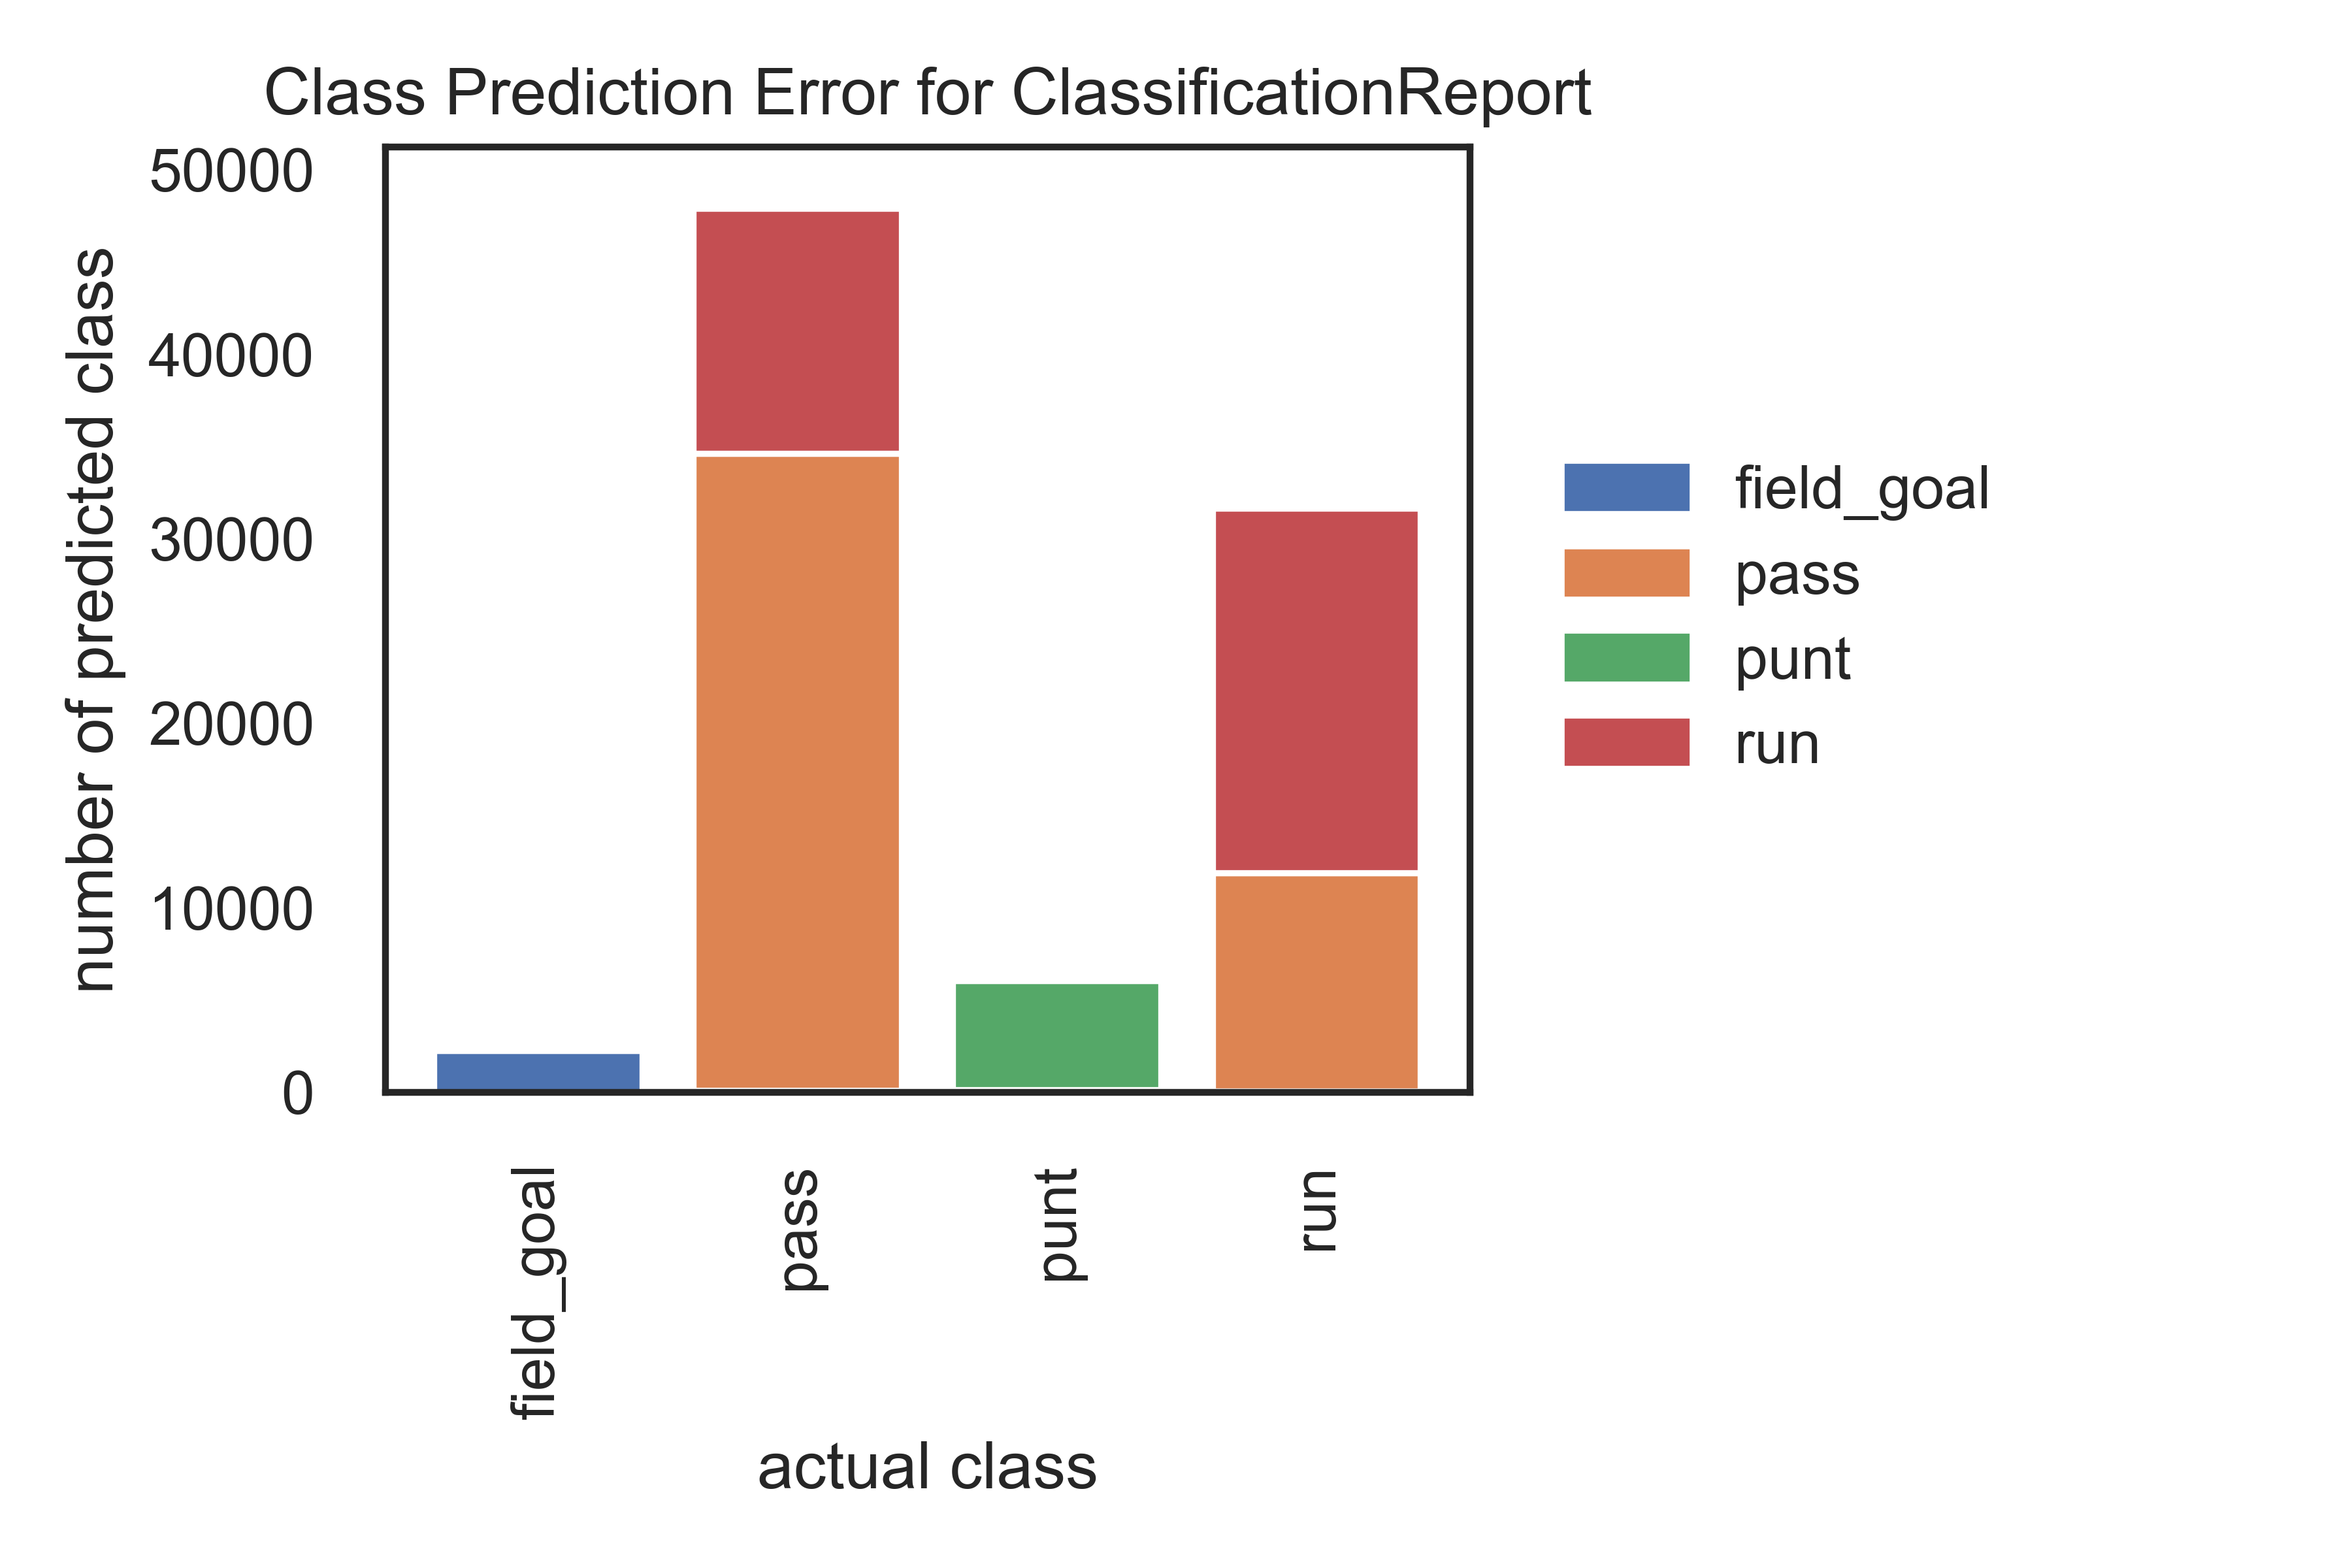 Class Prediction Error for ClassificationReport
number of predicted class
50000
40000
30000
20000
10000
0
field_goal
pass
punt
run
actual class
field_goal
pass
punt
run